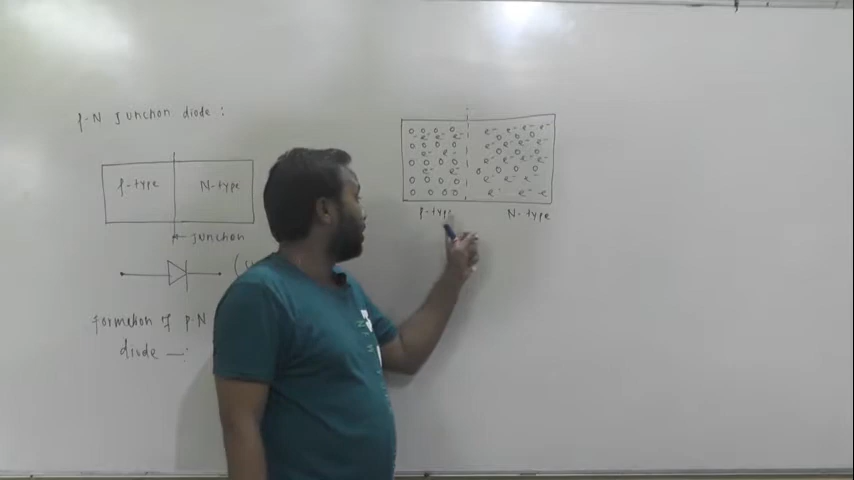 P-N Junction diode :
P-type N-type
Junction
Formation of P.N
diode —:
o o o o e- e- e- e-
P-type N-type